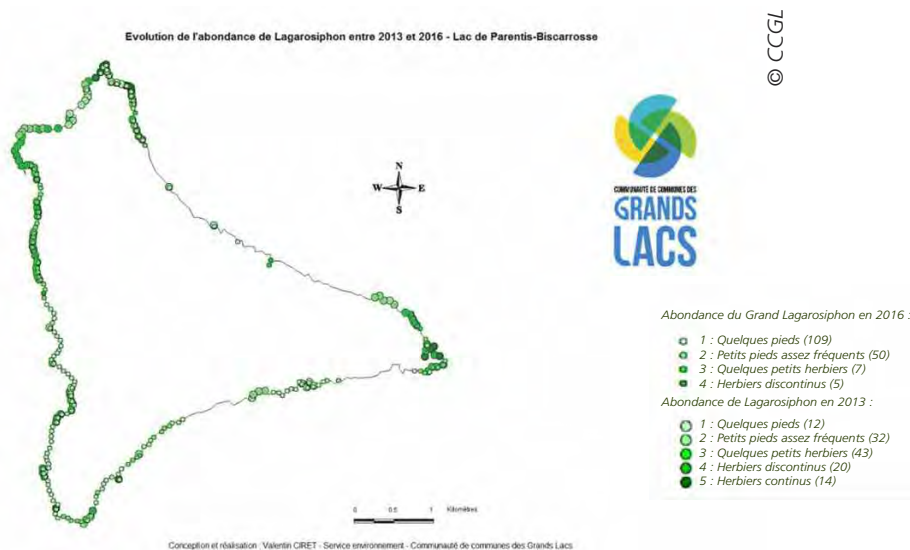 © CCGL
Evolution de l'abondance de Lagarosiphon entre 2013 et 2016 - Lac de Parentis-Biscarrosse
N
W E
S
COMMUNAUTÉ DE COMMUNES DES
GRANDS
LACS
Abondance du Grand Lagarosiphon en 2016 :
1 : Quelques pieds (109)
2 : Petits pieds assez fréquents (50)
3 : Quelques petits herbiers (7)
4 : Herbiers discontinus (5)
Abondance de Lagarosiphon en 2013 :
1 : Quelques pieds (12)
2 : Petits pieds assez fréquents (32)
3 : Quelques petits herbiers (43)
4 : Herbiers discontinus (20)
5 : Herbiers continus (14)
0 0.5 1 Kilomètres
Conception et réalisation : Valentin CIRET - Service environnement - Communauté de communes des Grands Lacs